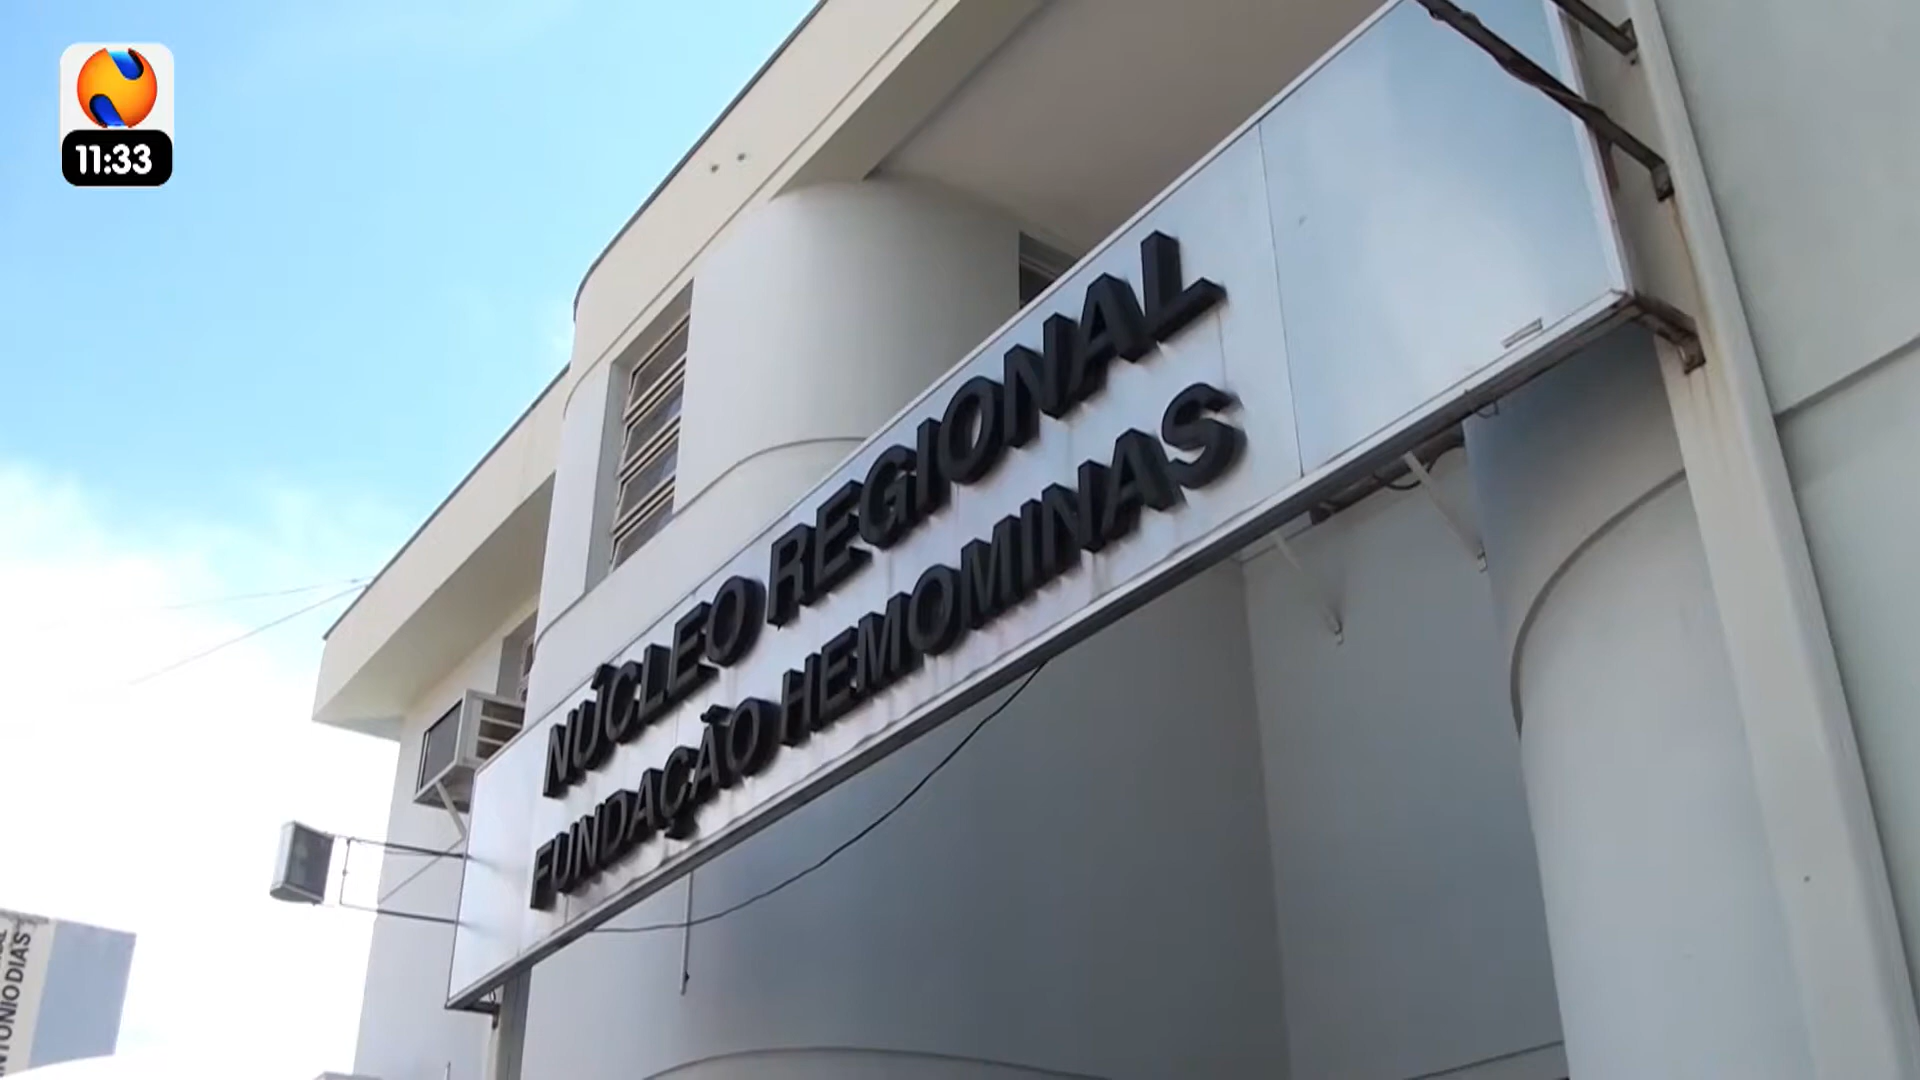 11:33
NÚCLEO REGIONAL
FUNDAÇÃO HEMOMINAS
ANTONIO DIAS